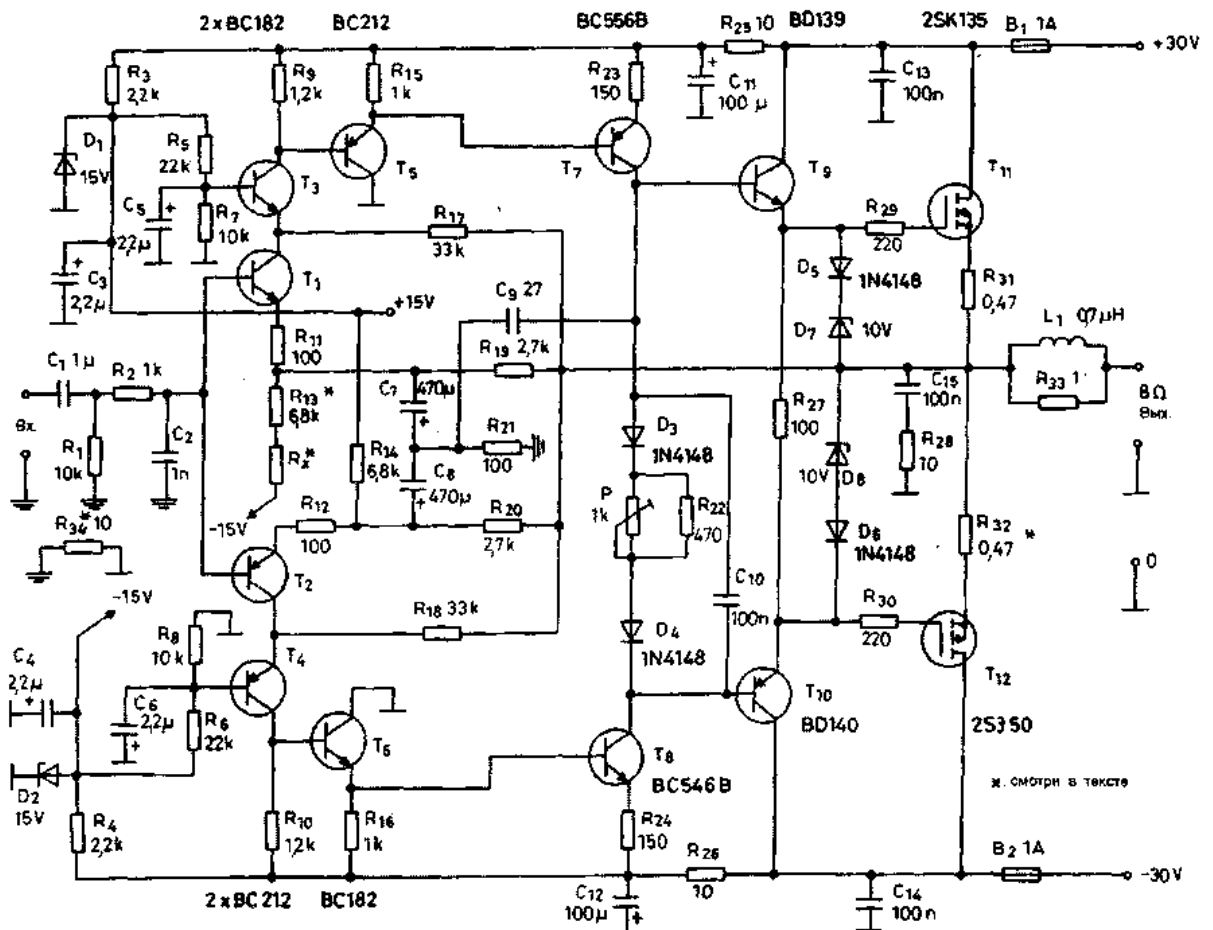 2xBC182 BC212 BC556B BD139 2SK135 B1 1A
R25 10
+30V
R3 2,2k
R9 1,2k
R15 1k
R23 150
C11 100µ
C13 100n
D1 15V
R5 22k
T3
T5
T7
T9
T11
C5 2,2µ
R7 10k
R17 33k
R29 220
C3 2,2µ
T1
D5 1N4148
R31 0,47
+15V
C9 27
D7 10V
L1 0,7µH
R11 100
R19 2,7k
C1 1µ
R2 1k
C7 470µ
C15 100n
R33 1
8Ω
Вых.
Вх.
R13* 6,8k
R27 100
R1 10k
C2 1n
Rx*
R14 6,8k
R21 100
D3 1N4148
R28 10
C8 470µ
10V D8
P 1k
R22 470
R34* 10
-15V
R12 100
R20 2,7k
R32 0,47 *
D6 1N4148
0
T2
C10 100n
-15V
R18 33k
R30 220
R8 10k
D4 1N4148
T4
C4 2,2µ
T10 BD140
T12 2SJ50
C6 2,2µ
R6 22k
T6
T8 BC546B
D2 15V
*. смотри в тексте
R4 2,2k
R10 1,2k
R16 1k
R24 150
R26 10
B2 1A
-30V
2xBC212 BC182
C12 100µ
C14 100n